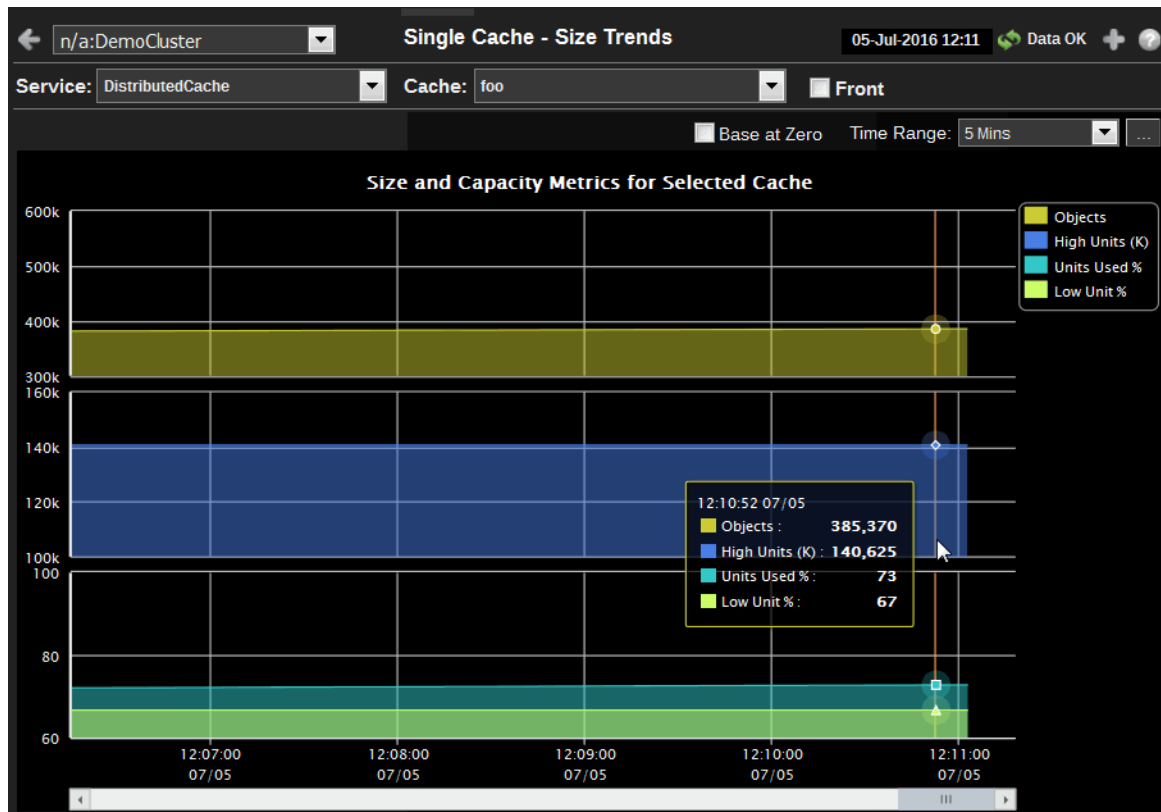 n/a:DemoCluster Single Cache - Size Trends 05-Jul-2016 12:11 Data OK ?
Service: DistributedCache Cache: foo Front
Base at Zero Time Range: 5 Mins ...
Size and Capacity Metrics for Selected Cache
600k
500k
400k
300k
Objects
High Units (K)
Units Used %
Low Unit %
160k
140k
120k
100k
12:10:52 07/05
Objects : 385,370
High Units (K) : 140,625
Units Used % : 73
Low Unit % : 67
100
80
60
12:07:00 12:08:00 12:09:00 12:10:00 12:11:00
07/05 07/05 07/05 07/05 07/05